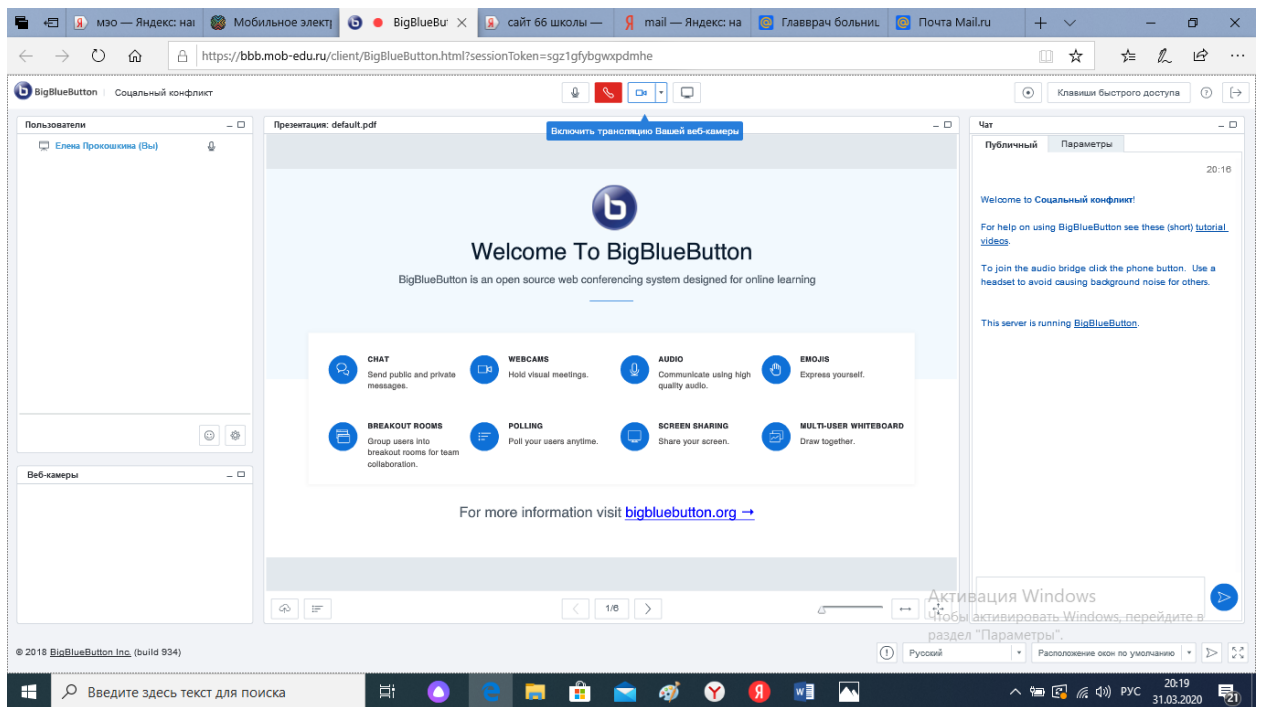 мэо — Яндекс: наı
Мобильное электр
BigBlueBu'
сайт 66 школы —
mail — Яндекс: на
Главврач больниц
Почта Mail.ru
https://bbb.mob-edu.ru/client/BigBlueButton.html?sessionToken=sgz1gfybgwxpdmhe
BigBlueButton
Соцальный конфликт
Клавиши быстрого доступа
Пользователи
Презентация: default.pdf
Включить трансляцию Вашей веб-камеры
Чат
Елена Прокошкина (Вы)
Публичный
Параметры
20:16
Welcome to Соцальный конфликт!
For help on using BigBlueButton see these (short) tutorial
videos.
To join the audio bridge click the phone button. Use a
headset to avoid causing background noise for others.
This server is running BigBlueButton.
Welcome To BigBlueButton
BigBlueButton is an open source web conferencing system designed for online learning
CHAT
Send public and private
messages.
WEBCAMS
Hold visual meetings.
AUDIO
Communicate using high
quality audio.
EMOJIS
Express yourself.
BREAKOUT ROOMS
Group users into
breakout rooms for team
collaboration.
POLLING
Poll your users anytime.
SCREEN SHARING
Share your screen.
MULTI-USER WHITEBOARD
Draw together.
For more information visit bigbluebutton.org →
Веб-камеры
1/6
Активация Windows
Чтобы активировать Windows, перейдите в
раздел "Параметры".
© 2018 BigBlueButton Inc. (build 934)
Русский
Расположение окон по умолчанию
Введите здесь текст для поиска
РУС
20:19
31.03.2020
21